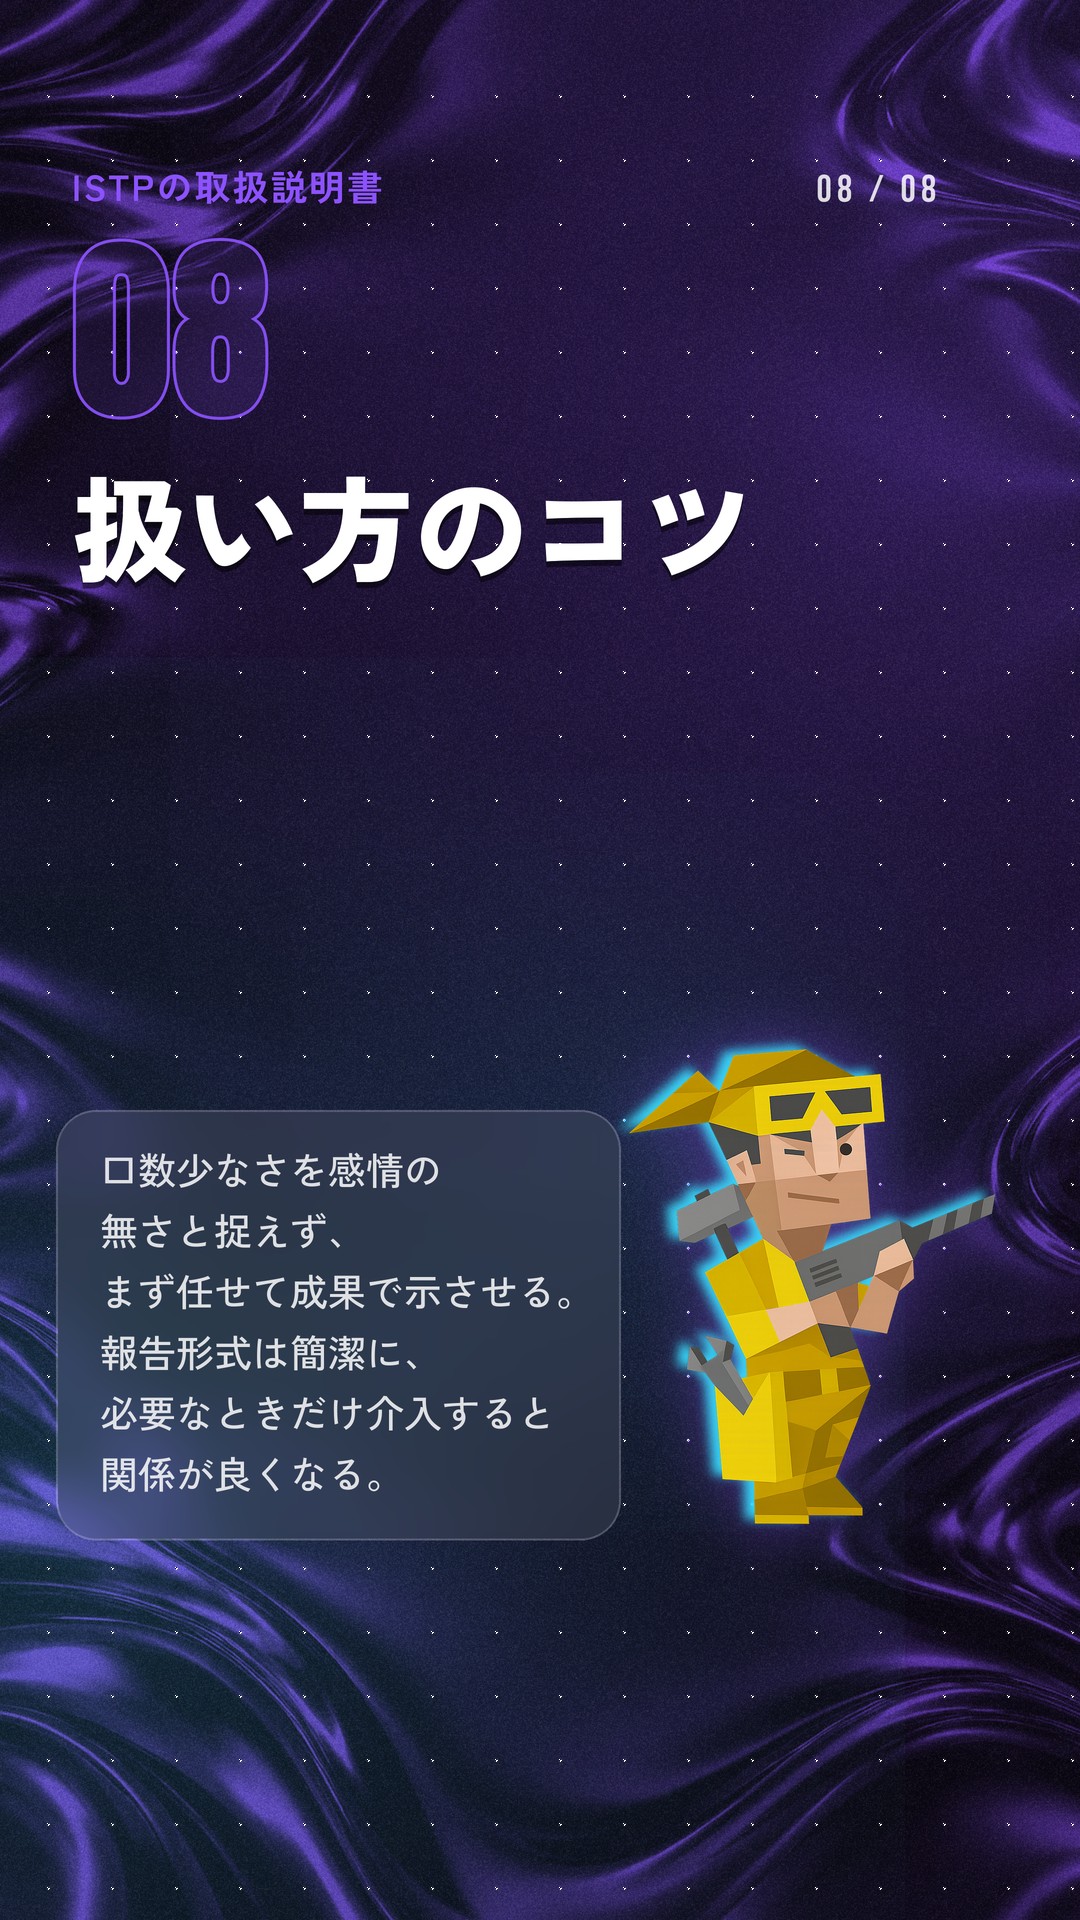 ISTPの取扱説明書
08 / 08
08
扱い方のコツ
口数少なさを感情の
無さと捉えず、
まず任せて成果で示させる。
報告形式は簡潔に、
必要なときだけ介入すると
関係が良くなる。